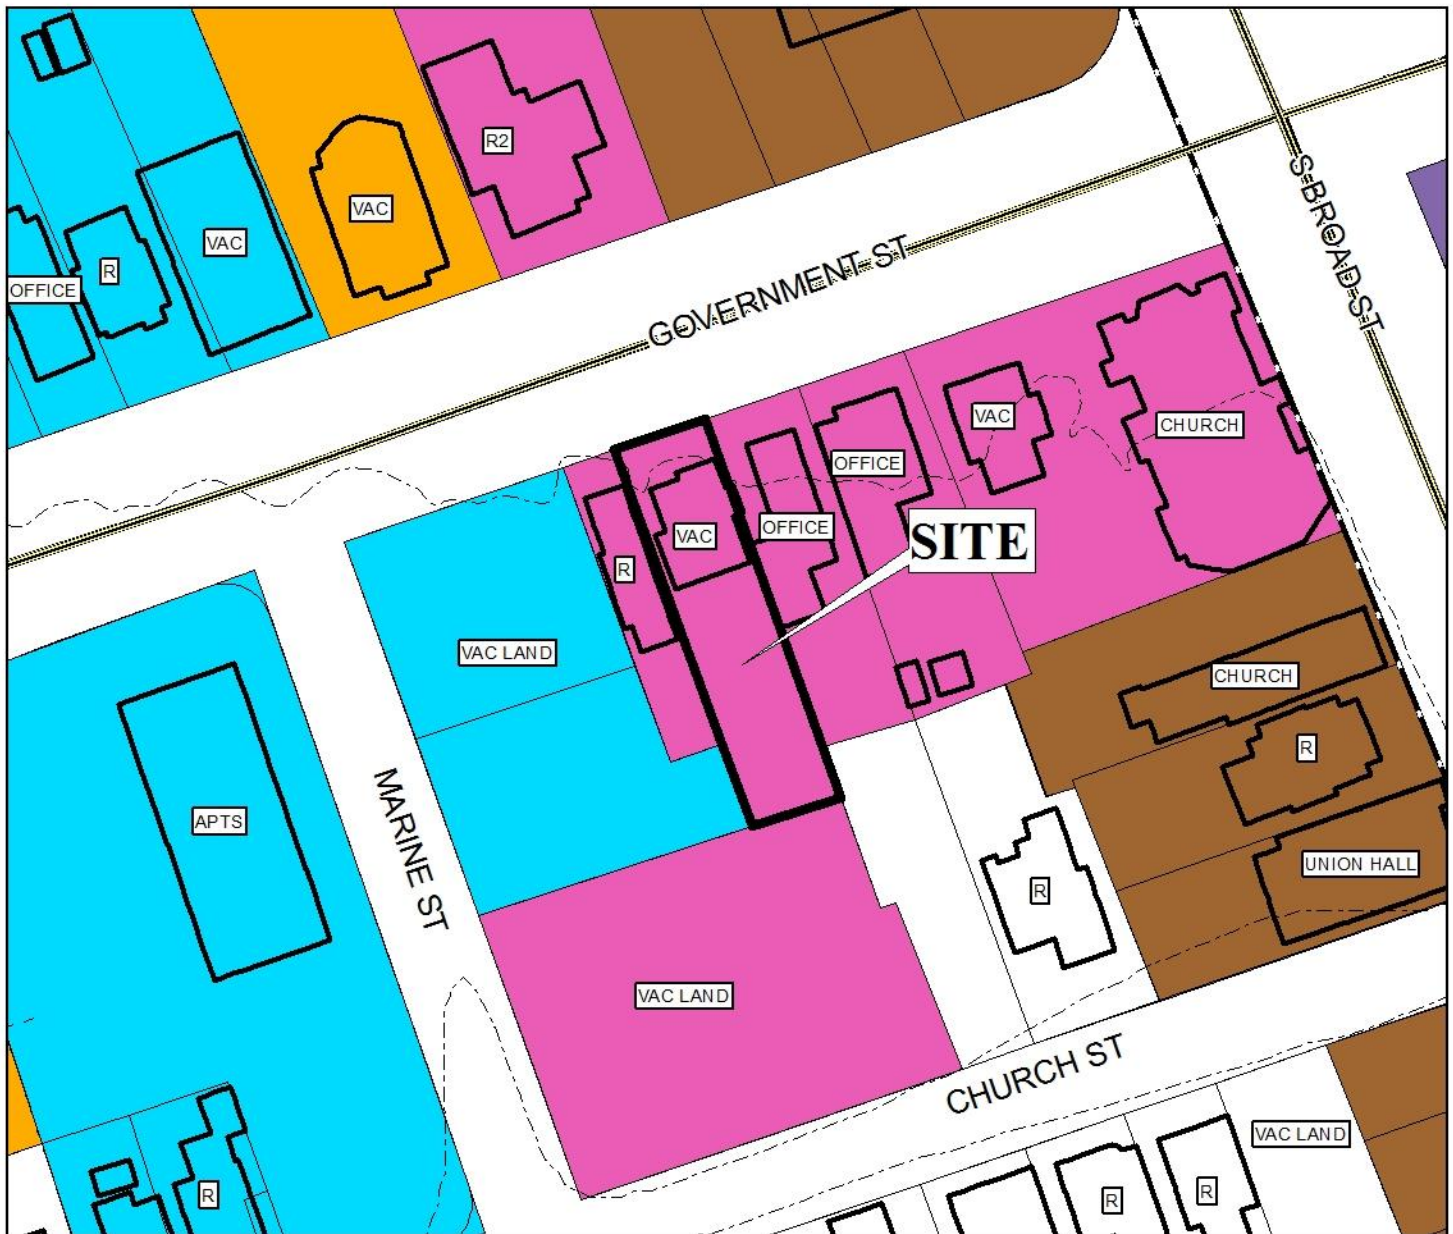 R2
VAC
VAC
R
OFFICE
S BROAD ST
GOVERNMENT ST
VAC
CHURCH
OFFICE
OFFICE
VAC
SITE
R
VAC LAND
CHURCH
R
MARINE ST
APTS
UNION HALL
R
VAC LAND
CHURCH ST
VAC LAND
R
R
R